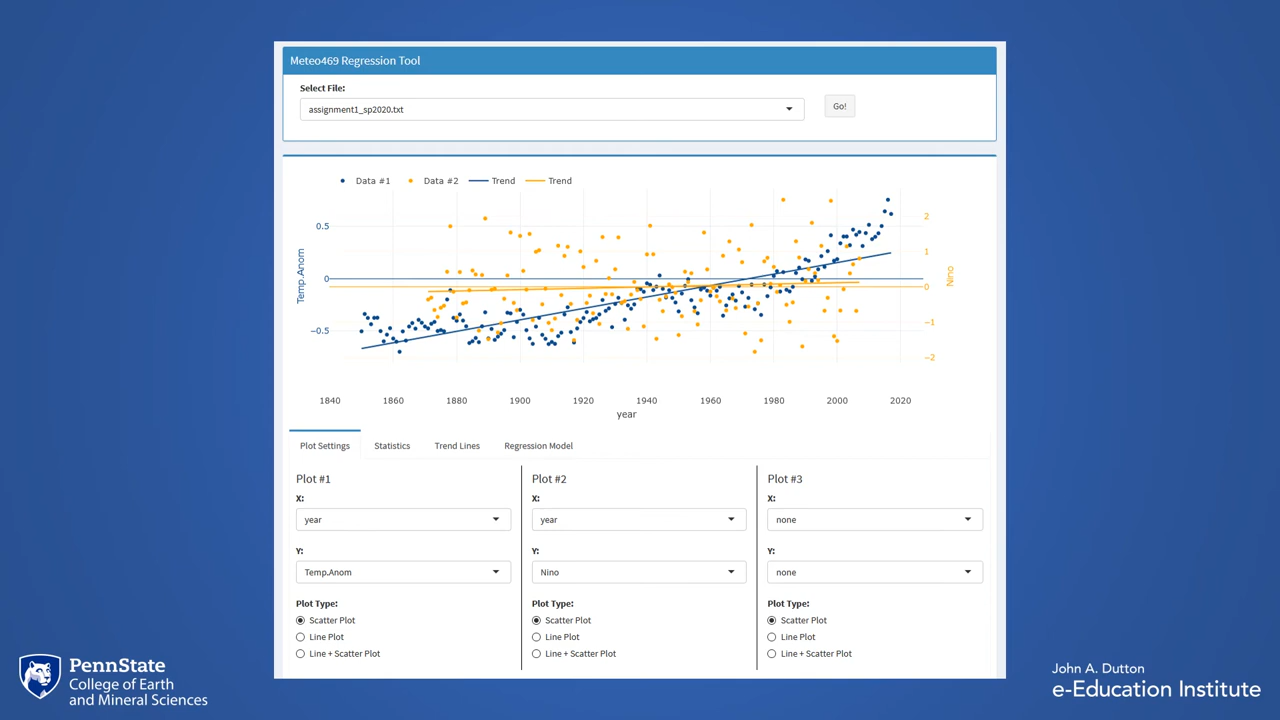 Meteo469 Regression Tool
Select File:
assignment1_sp2020.txt
Go!
Data #1 Data #2 Trend Trend
0.5
0
−0.5
Temp.Anom
2
1
0
−1
−2
Nino
1840 1860 1880 1900 1920 1940 1960 1980 2000 2020
year
Plot Settings Statistics Trend Lines Regression Model
Plot #1
X:
year
Y:
Temp.Anom
Plot Type:
Scatter Plot
Line Plot
Line + Scatter Plot
Plot #2
X:
year
Y:
Nino
Plot Type:
Scatter Plot
Line Plot
Line + Scatter Plot
Plot #3
X:
none
Y:
none
Plot Type:
Scatter Plot
Line Plot
Line + Scatter Plot
PennState
College of Earth
and Mineral Sciences
John A. Dutton
e-Education Institute